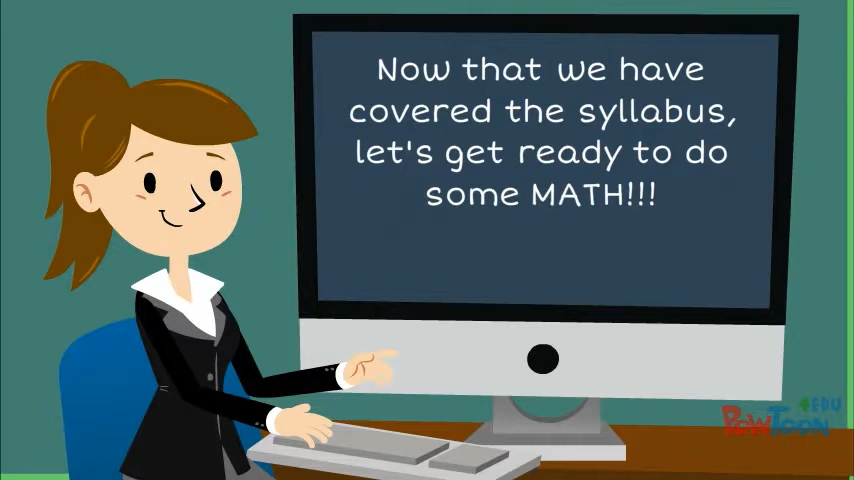 Now that we have
covered the syllabus,
let's get ready to do
some MATH!!!
PowToon
EDU